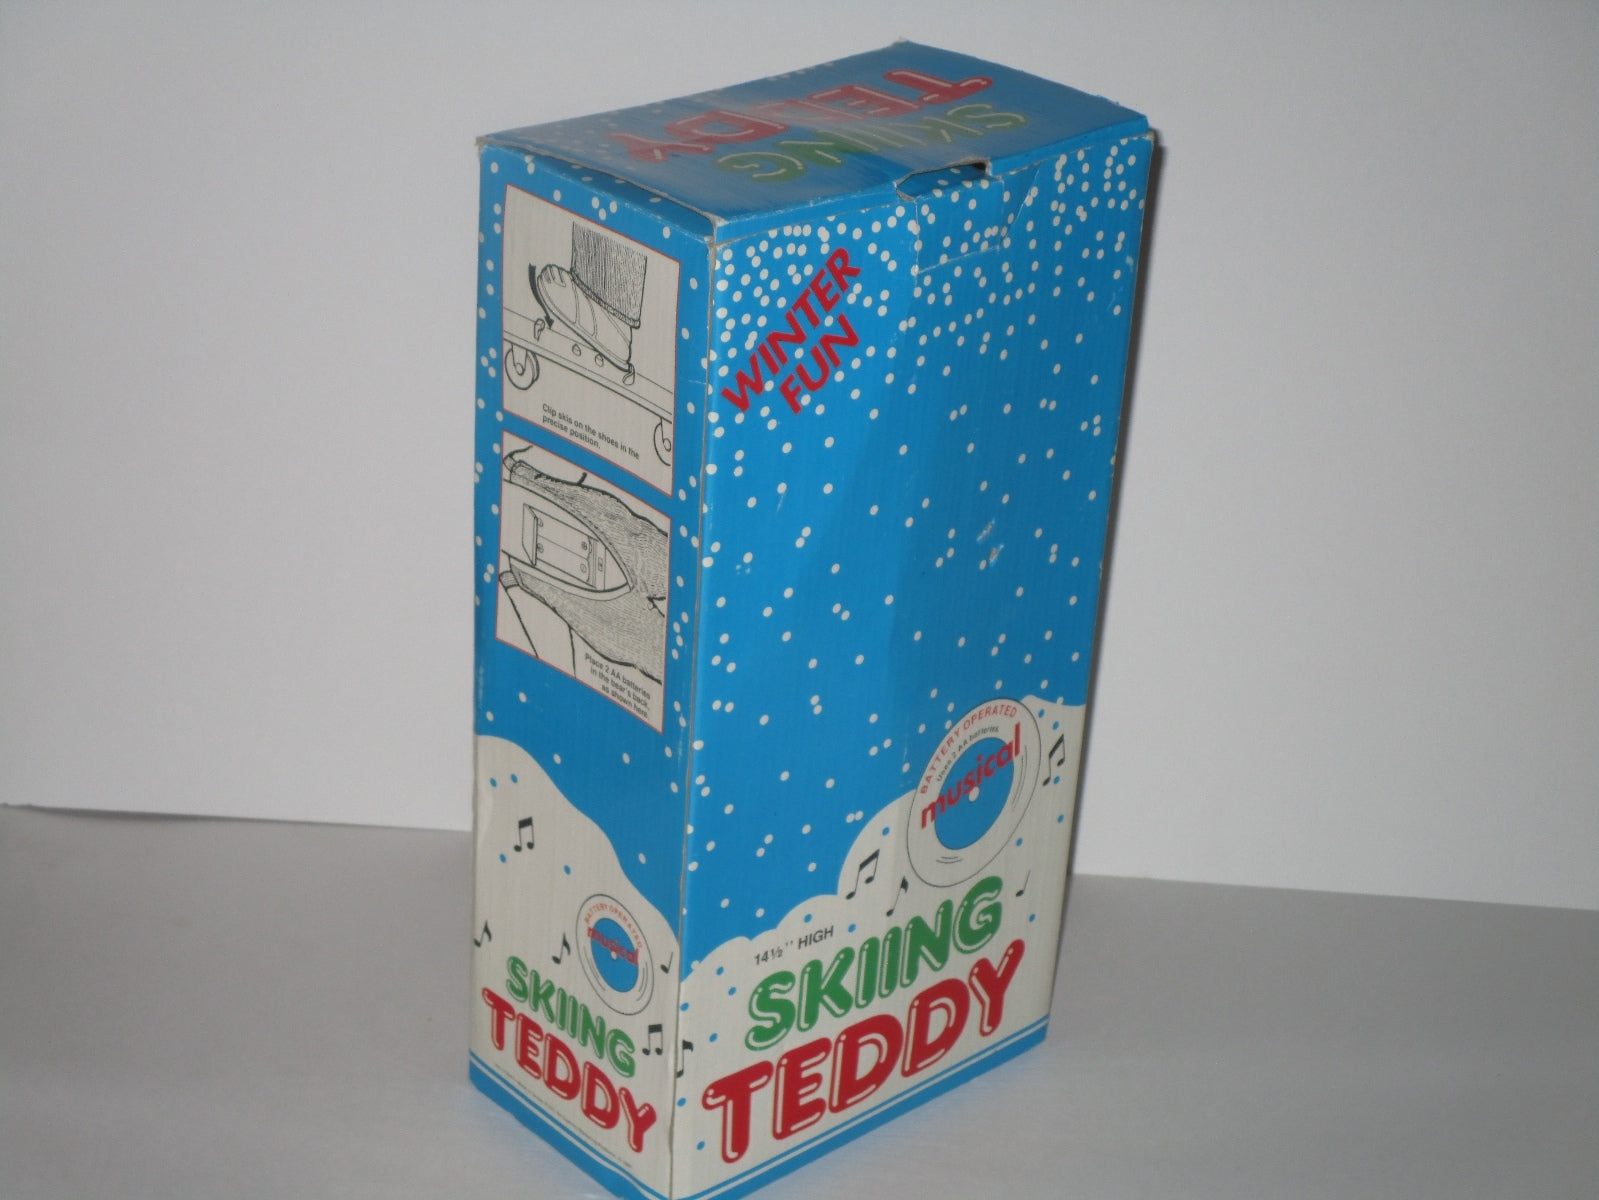 SKIING
TEDDY
Clip skis on the shoes in the
precise position.
Place 2 AA batteries
in the bear's back,
as shown here.
BATTERY OPERATED
musical
SKIING
TEDDY
WINTER
FUN
BATTERY OPERATED
Uses 2 AA batteries
musical
14½'' HIGH
SKIING
TEDDY